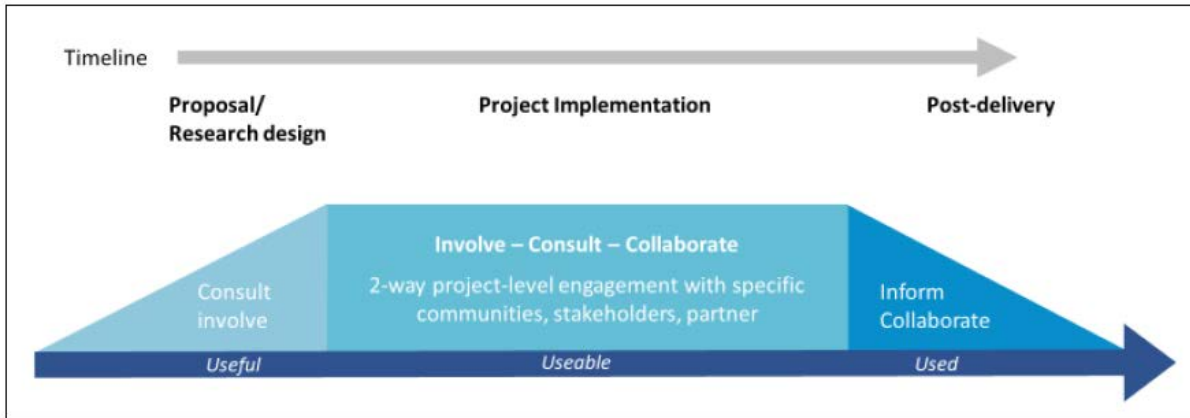 Timeline
Proposal/
Research design
Project Implementation
Post-delivery
Consult
involve
Involve – Consult – Collaborate
2-way project-level engagement with specific
communities, stakeholders, partner
Inform
Collaborate
Useful
Useable
Used